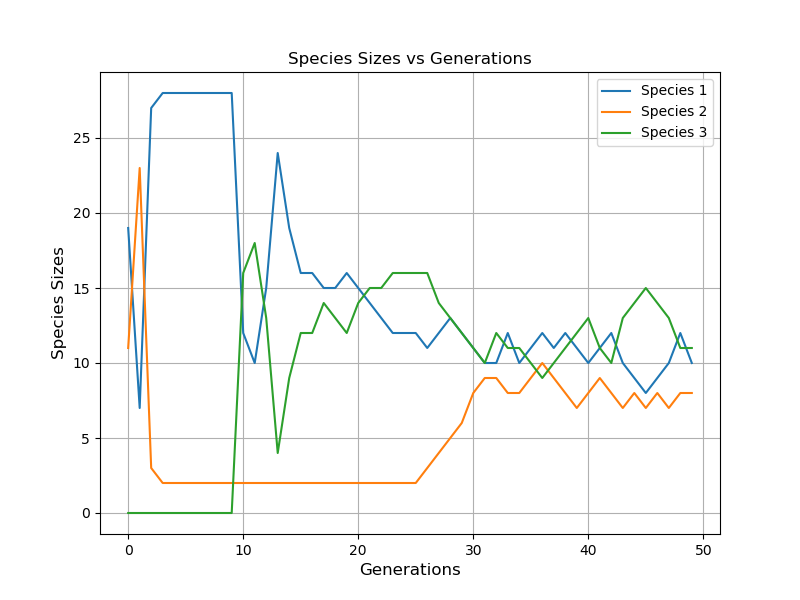 Species Sizes vs Generations
Species 1
Species 2
Species 3
Species Sizes
25
20
15
10
5
0
0 10 20 30 40 50
Generations